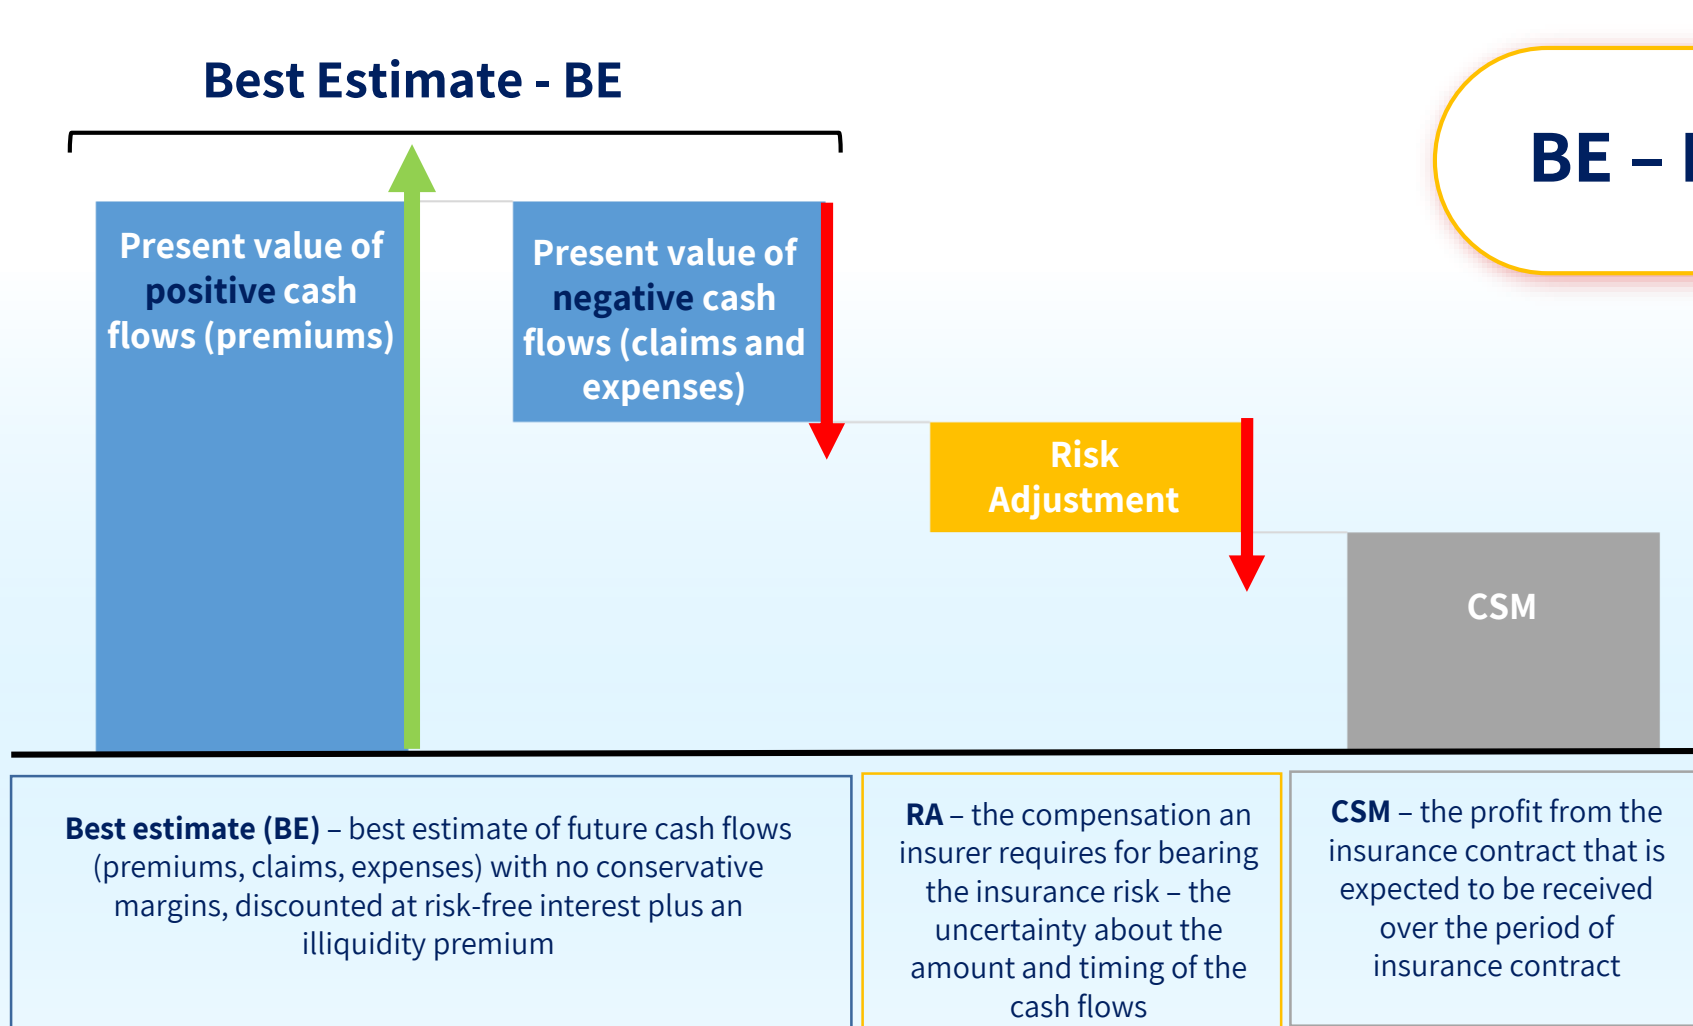 Best Estimate - BE
BE –
Present value of
positive cash
flows (premiums)
Present value of
negative cash
flows (claims and
expenses)
Risk
Adjustment
CSM
Best estimate (BE) – best estimate of future cash flows
(premiums, claims, expenses) with no conservative
margins, discounted at risk-free interest plus an
illiquidity premium
RA – the compensation an
insurer requires for bearing
the insurance risk – the
uncertainty about the
amount and timing of the
cash flows
CSM – the profit from the
insurance contract that is
expected to be received
over the period of
insurance contract